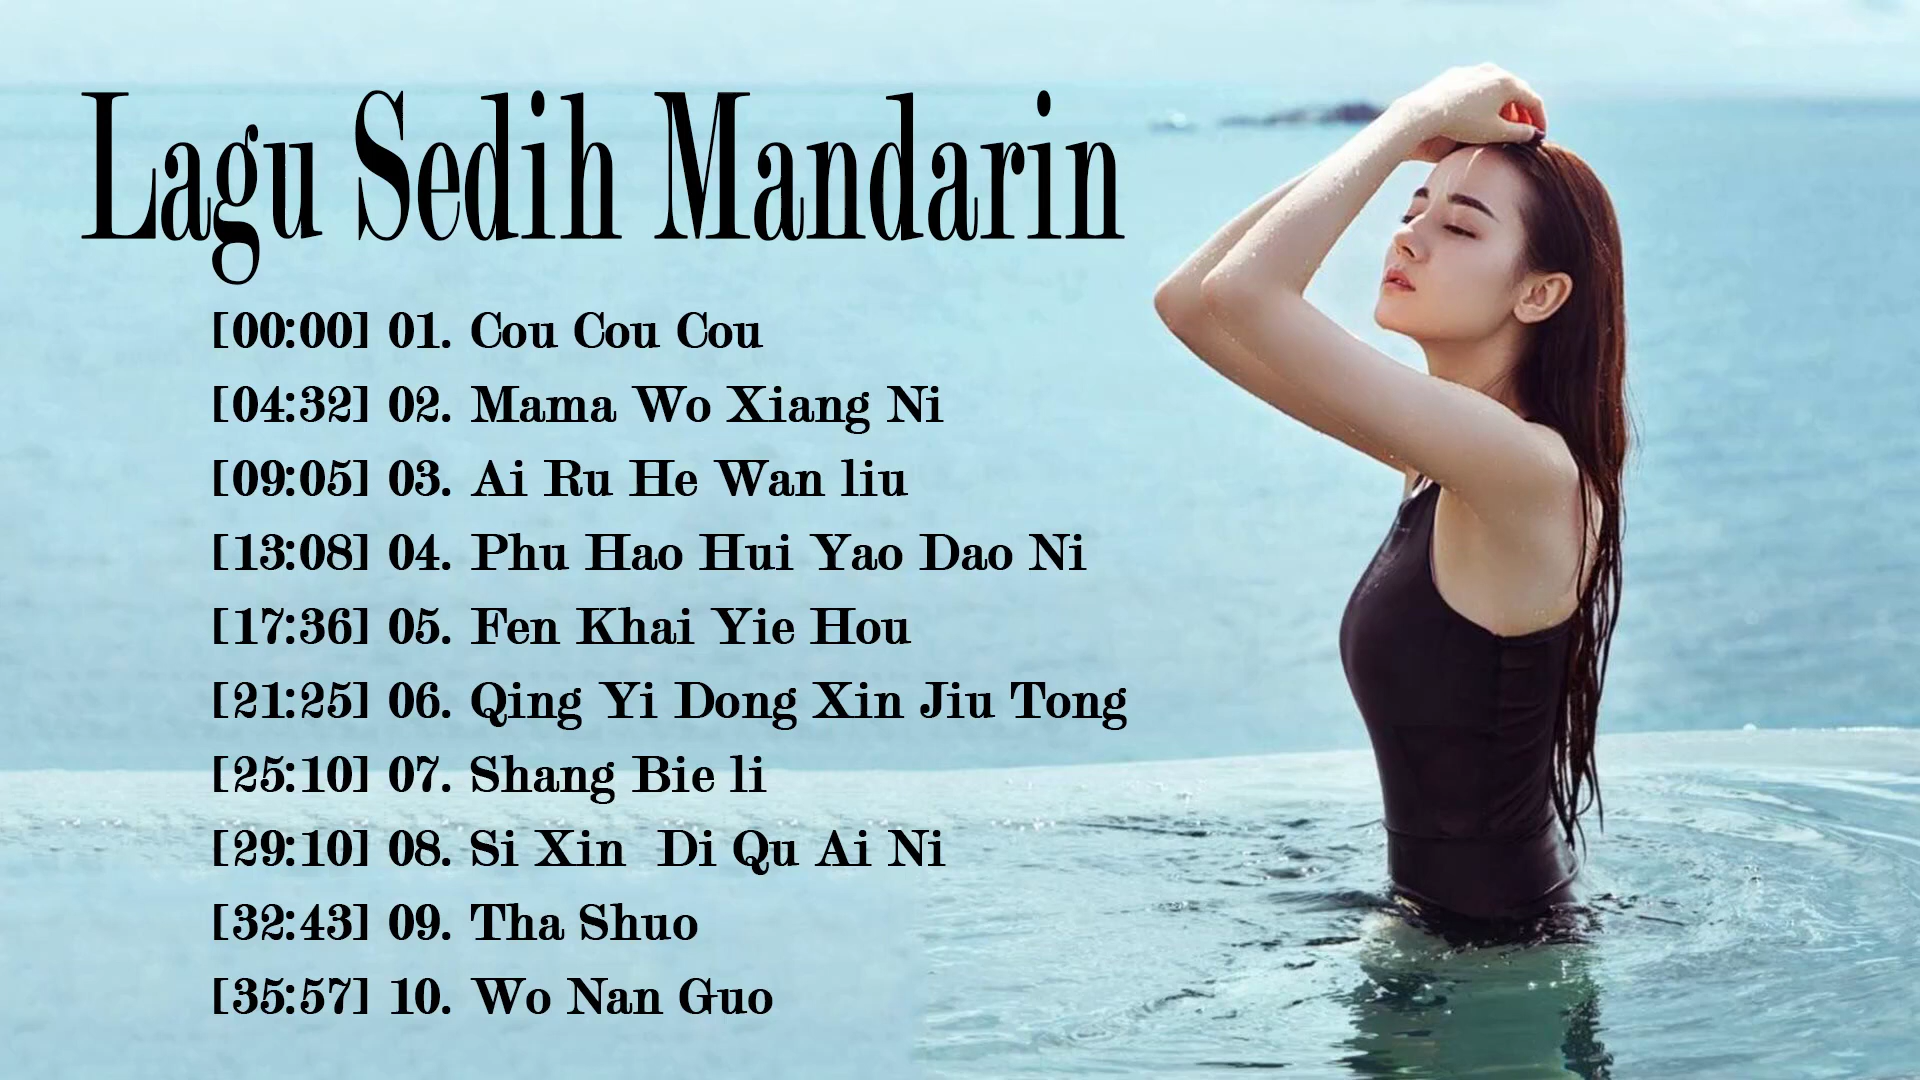 Lagu Sedih Mandarin
[00:00] 01. Cou Cou Cou
[04:32] 02. Mama Wo Xiang Ni
[09:05] 03. Ai Ru He Wan liu
[13:08] 04. Phu Hao Hui Yao Dao Ni
[17:36] 05. Fen Khai Yie Hou
[21:25] 06. Qing Yi Dong Xin Jiu Tong
[25:10] 07. Shang Bie li
[29:10] 08. Si Xin  Di Qu Ai Ni
[32:43] 09. Tha Shuo
[35:57] 10. Wo Nan Guo